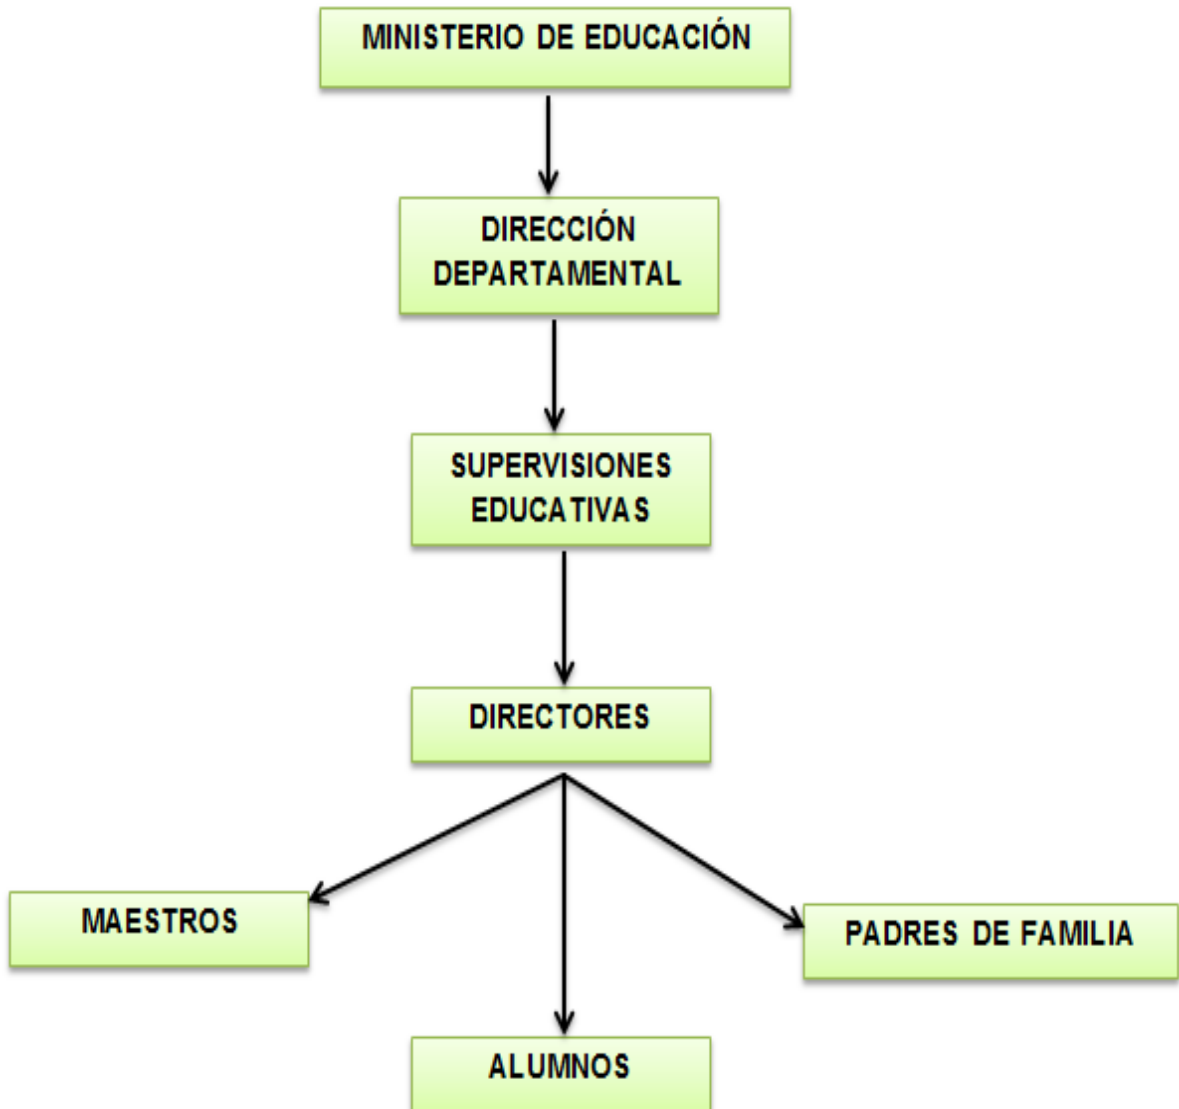 MINISTERIO DE EDUCACIÓN
DIRECCIÓN
DEPARTAMENTAL
SUPERVISIONES
EDUCATIVAS
DIRECTORES
MAESTROS
PADRES DE FAMILIA
ALUMNOS